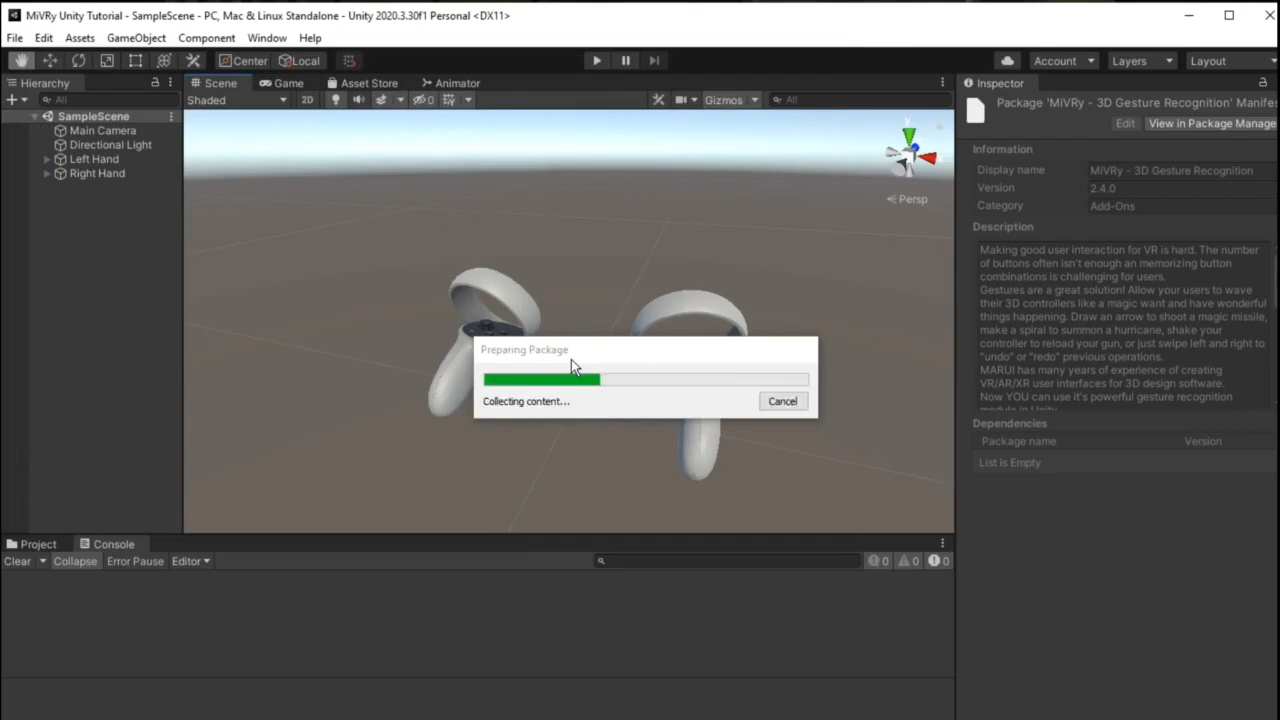 MiVRy Unity Tutorial - SampleScene - PC, Mac & Linux Standalone - Unity 2020.3.30f1 Personal <DX11>
File Edit Assets GameObject Component Window Help
Center Local Account Layers Layout
Hierarchy
All
SampleScene
Main Camera
Directional Light
Left Hand
Right Hand
Scene Game Asset Store Animator
Shaded 2D 0 Gizmos All
y
Persp
Preparing Package
Collecting content...
Cancel
Inspector
Package 'MiVRy - 3D Gesture Recognition' Manifes
Edit View in Package Manage
Information
Display name MiVRy - 3D Gesture Recognition
Version 2.4.0
Category Add-Ons
Description
Making good user interaction for VR is hard. The number
of buttons often isn't enough an memorizing button
combinations is challenging for users.
Gestures are a great solution! Allow your users to wave
their 3D controllers like a magic want and have wonderful
things happening. Draw an arrow to shoot a magic missile,
make a spiral to summon a hurricane, shake your
controller to reload your gun, or just swipe left and right to
"undo" or "redo" previous operations.
MARUI has many years of experience of creating
VR/AR/XR user interfaces for 3D design software.
Now YOU can use it's powerful gesture recognition
module in Unity
Dependencies
Package name Version
List is Empty
Project Console
Clear Collapse Error Pause Editor 0 0 0